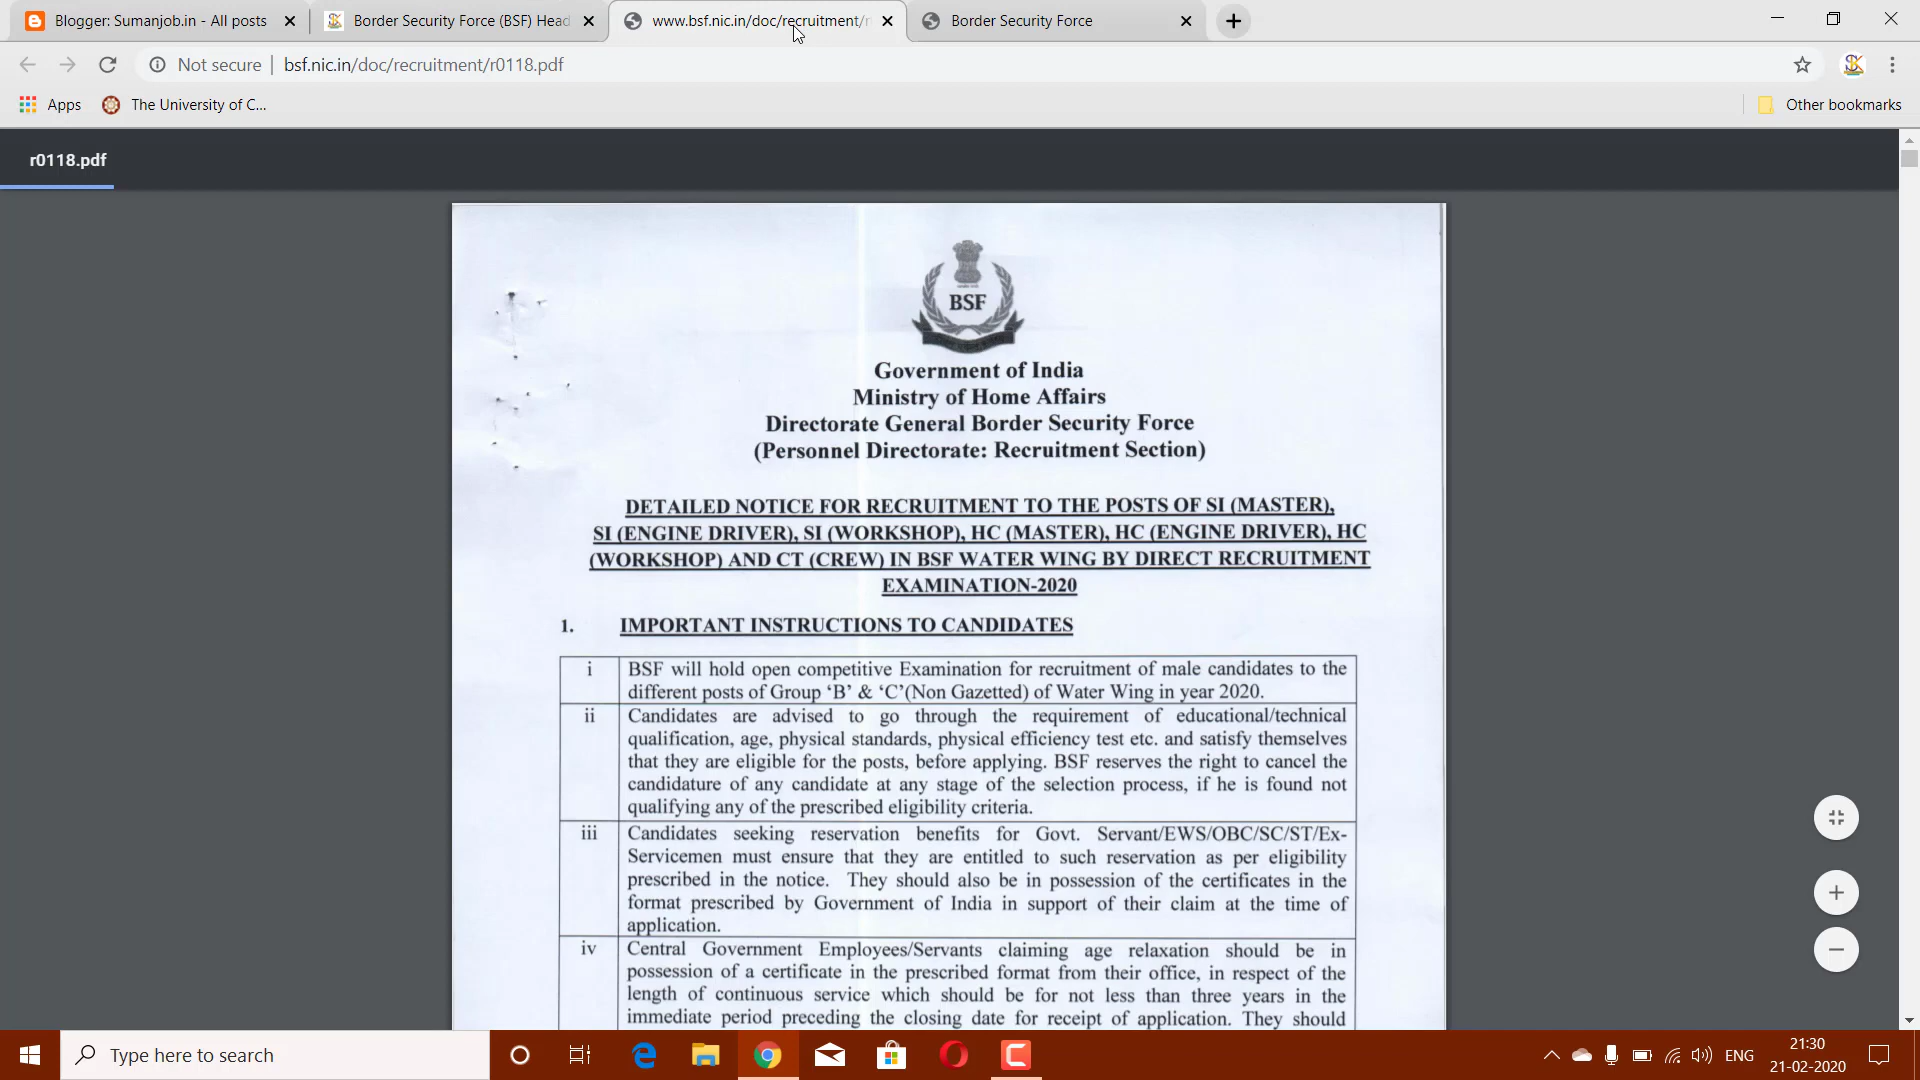 Blogger: Sumanjob.in - All posts
Border Security Force (BSF) Head
www.bsf.nic.in/doc/recruitment/r
Border Security Force
Not secure
bsf.nic.in/doc/recruitment/r0118.pdf
Apps
The University of C...
Other bookmarks
r0118.pdf
BSF
Government of India
Ministry of Home Affairs
Directorate General Border Security Force
(Personnel Directorate: Recruitment Section)
DETAILED NOTICE FOR RECRUITMENT TO THE POSTS OF SI (MASTER),
SI (ENGINE DRIVER), SI (WORKSHOP), HC (MASTER), HC (ENGINE DRIVER), HC
(WORKSHOP) AND CT (CREW) IN BSF WATER WING BY DIRECT RECRUITMENT
EXAMINATION-2020
1. IMPORTANT INSTRUCTIONS TO CANDIDATES
i BSF will hold open competitive Examination for recruitment of male candidates to the
different posts of Group ‘B’ & ‘C’(Non Gazetted) of Water Wing in year 2020.
ii Candidates are advised to go through the requirement of educational/technical
qualification, age, physical standards, physical efficiency test etc. and satisfy themselves
that they are eligible for the posts, before applying. BSF reserves the right to cancel the
candidature of any candidate at any stage of the selection process, if he is found not
qualifying any of the prescribed eligibility criteria.
iii Candidates seeking reservation benefits for Govt. Servant/EWS/OBC/SC/ST/Ex-
Servicemen must ensure that they are entitled to such reservation as per eligibility
prescribed in the notice. They should also be in possession of the certificates in the
format prescribed by Government of India in support of their claim at the time of
application.
iv Central Government Employees/Servants claiming age relaxation should be in
possession of a certificate in the prescribed format from their office, in respect of the
length of continuous service which should be for not less than three years in the
immediate period preceding the closing date for receipt of application. They should
Type here to search
ENG
21:30
21-02-2020